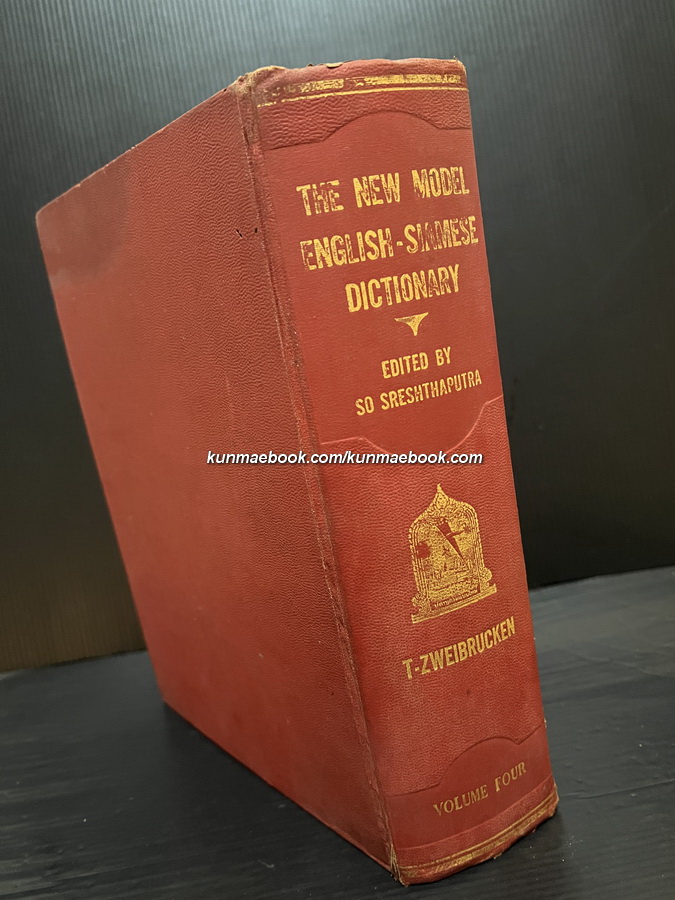 THE NEW MODEL
ENGLISH-SIAMESE
DICTIONARY
EDITED BY
SO SRESHTHAPUTRA
kunmaebook.com/kunmaebook.com
T-ZWEIBRUCKEN
VOLUME FOUR